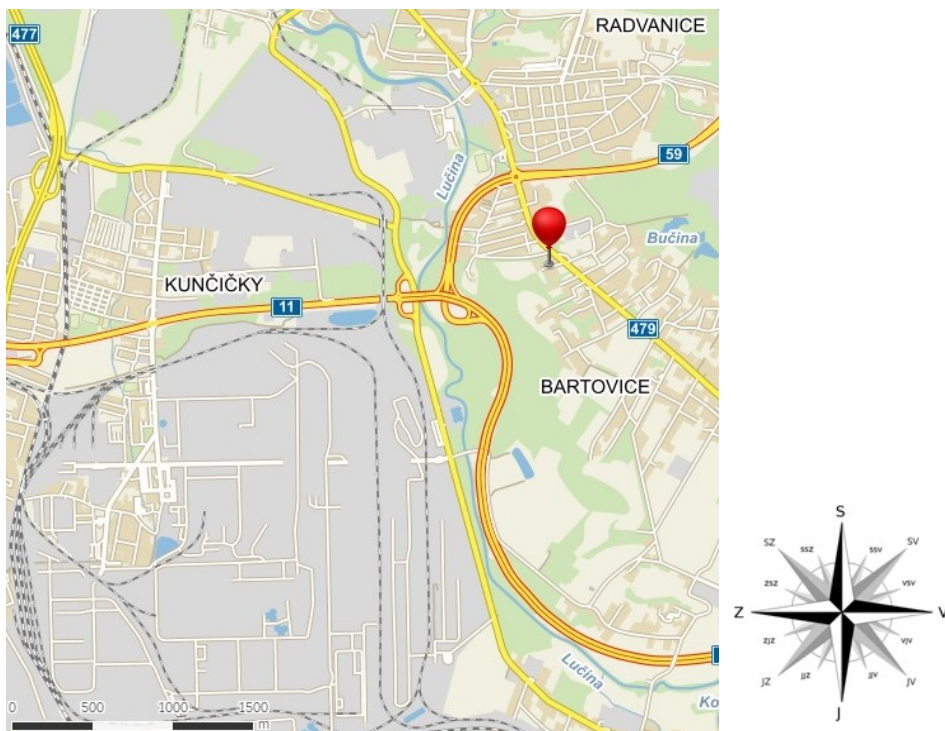 RADVANICE
477
59
Lučina
Bučina
KUNČIČKY
11
479
BARTOVICE
Lučina
Ko
0 500 1000 1500
m
S
SZ SV
ssz ssv
zsz vsv
Z V
zjz vjv
JZ jjz jjv JV
J